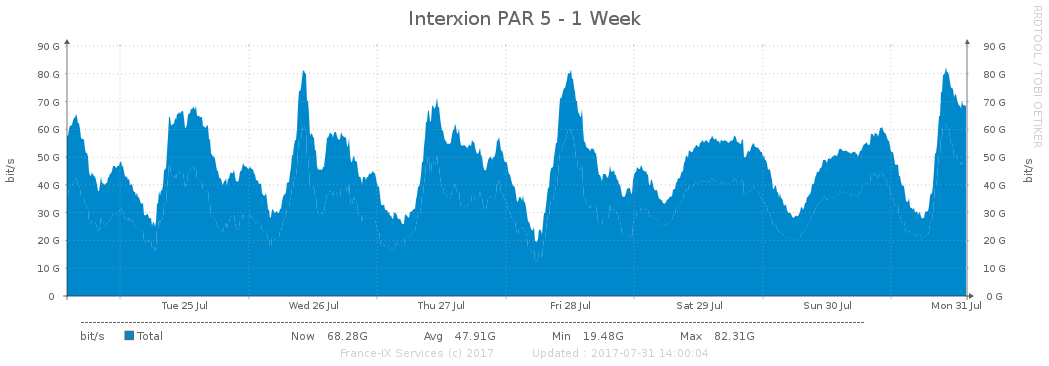 Interxion PAR 5 - 1 Week
RRDTOOL / TOBI OETIKER
bit/s
bit/s
90 G 90 G
80 G 80 G
70 G 70 G
60 G 60 G
50 G 50 G
40 G 40 G
30 G 30 G
20 G 20 G
10 G 10 G
0 0 G
Tue 25 Jul Wed 26 Jul Thu 27 Jul Fri 28 Jul Sat 29 Jul Sun 30 Jul Mon 31 Jul
bit/s Total Now 68.28G Avg 47.91G Min 19.48G Max 82.31G
France-IX Services (c) 2017 Updated : 2017-07-31 14:00:04